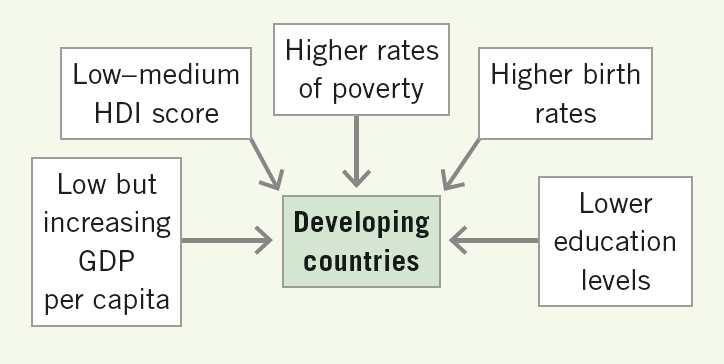 Higher rates
of poverty
Low–medium
HDI score
Higher birth
rates
Low but
increasing
GDP
per capita
Developing
countries
Lower
education
levels